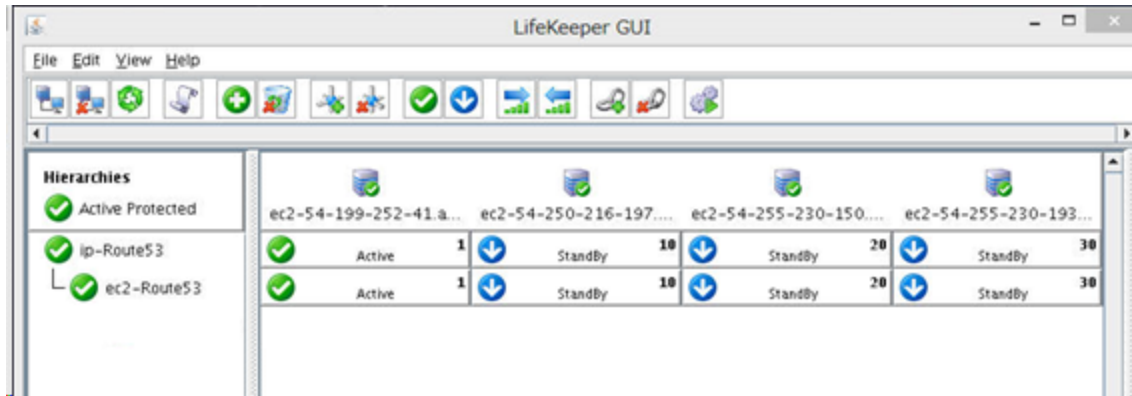 LifeKeeper GUI
File Edit View Help
Hierarchies
Active Protected
ec2-54-199-252-41.a... ec2-54-250-216-197.... ec2-54-255-230-150.... ec2-54-255-230-193...
ip-Route53 Active 1 StandBy 10 StandBy 20 StandBy 30
ec2-Route53 Active 1 StandBy 10 StandBy 20 StandBy 30